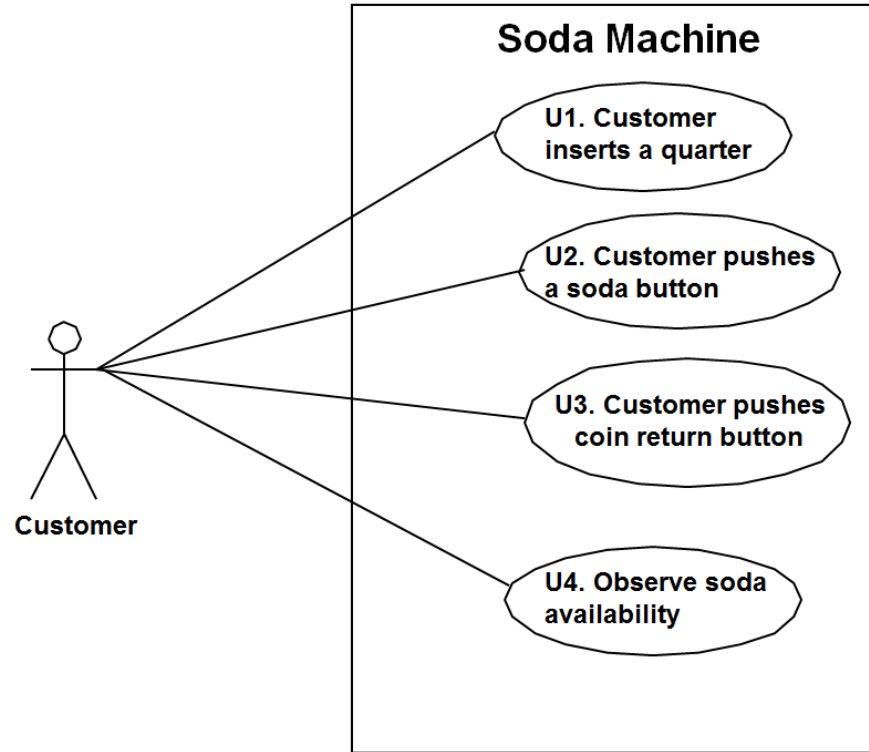 Soda Machine
U1. Customer
inserts a quarter
U2. Customer pushes
a soda button
U3. Customer pushes
coin return button
Customer
U4. Observe soda
availability